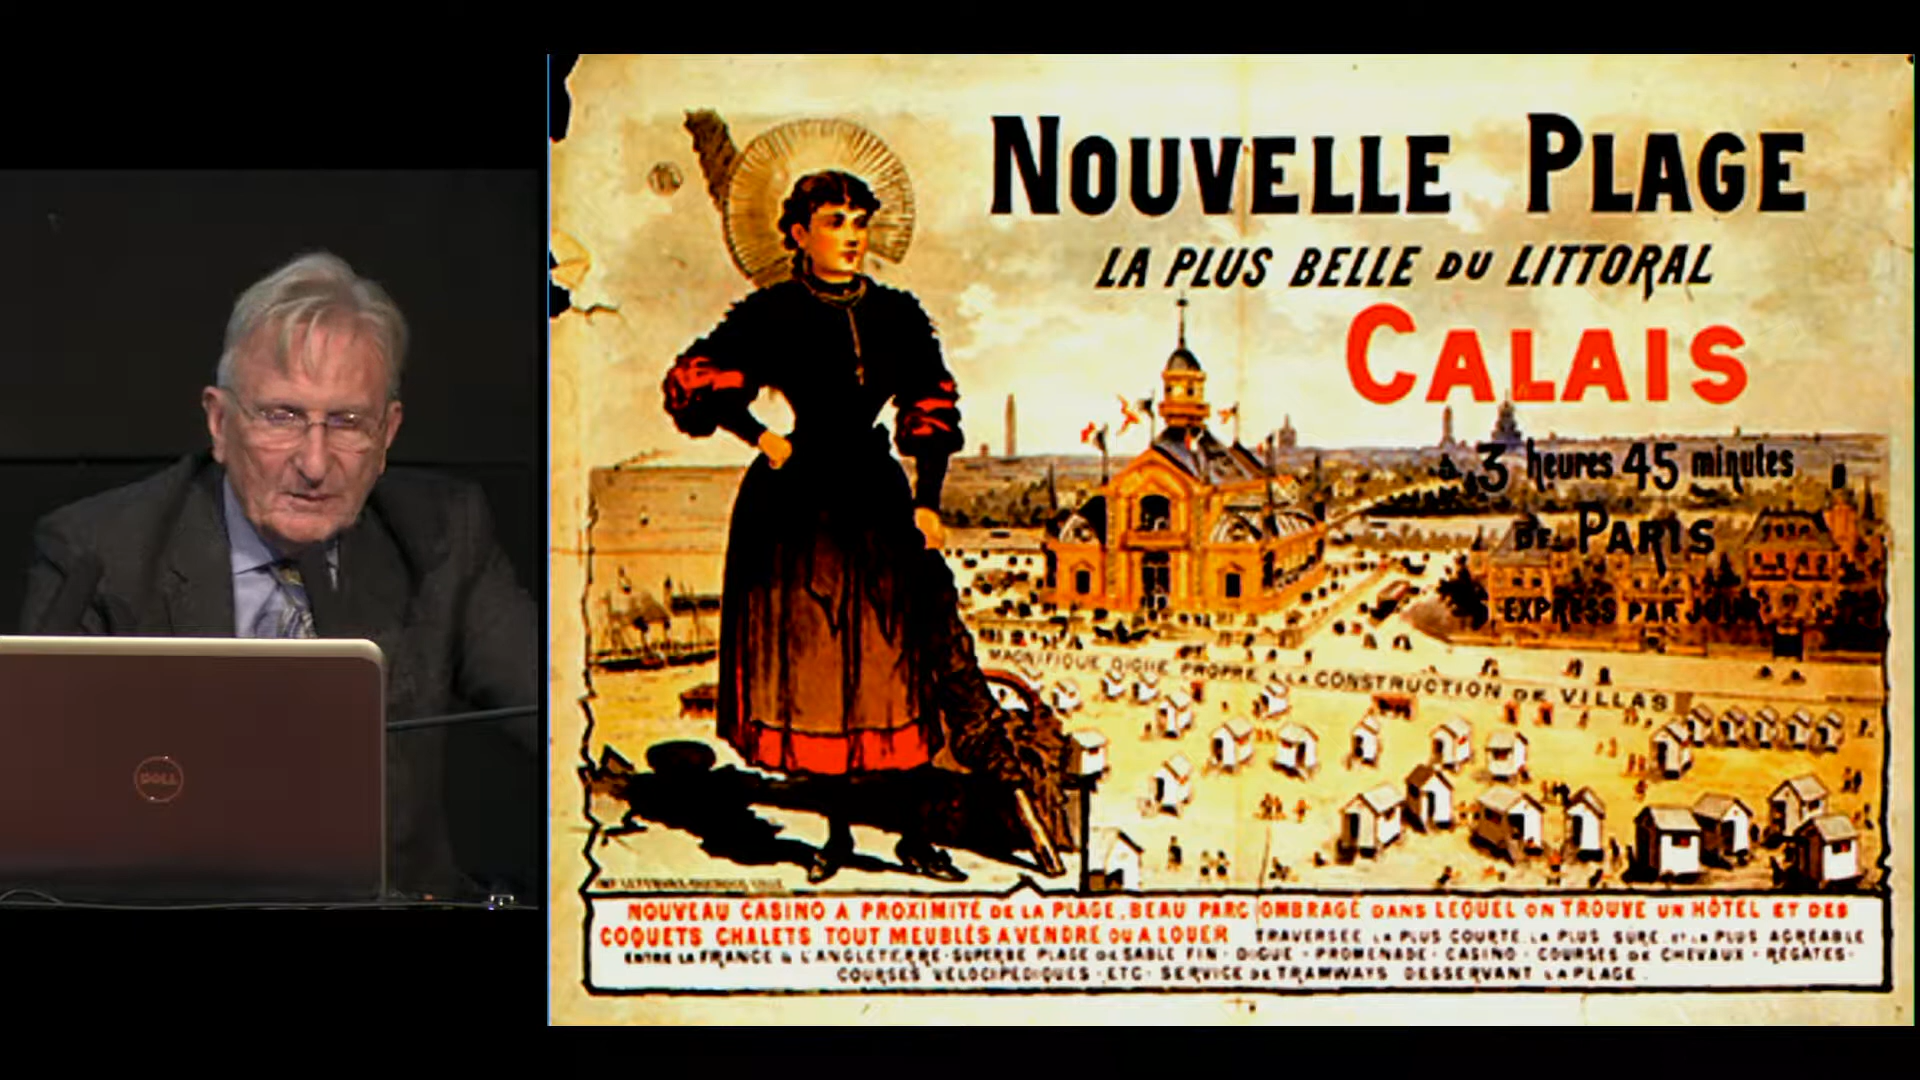 NOUVELLE PLAGE
LA PLUS BELLE DU LITTORAL
CALAIS
à 3 heures 45 minutes
DE PARIS
5 EXPRESS PAR JOUR
MAGNIFIQUE DIGUE PROPRE À LA CONSTRUCTION DE VILLAS
NOUVEAU CASINO A PROXIMITÉ DE LA PLAGE, BEAU PARC OMBRAGÉ DANS LEQUEL ON TROUVE UN HÔTEL ET DES
COQUETS CHALETS TOUT MEUBLÉS A VENDRE OU A LOUER TRAVERSÉE LA PLUS COURTE, LA PLUS SURE, ET LA PLUS AGRÉABLE
ENTRE LA FRANCE & L'ANGLETERRE - SUPERBE PLAGE DE SABLE FIN - DIGUE - PROMENADE - CASINO - COURSES DE CHEVAUX - RÉGATES -
COURSES VÉLOCIPÉDIQUES - ETC - SERVICE DE TRAMWAYS DESSERVANT LA PLAGE.
DELL